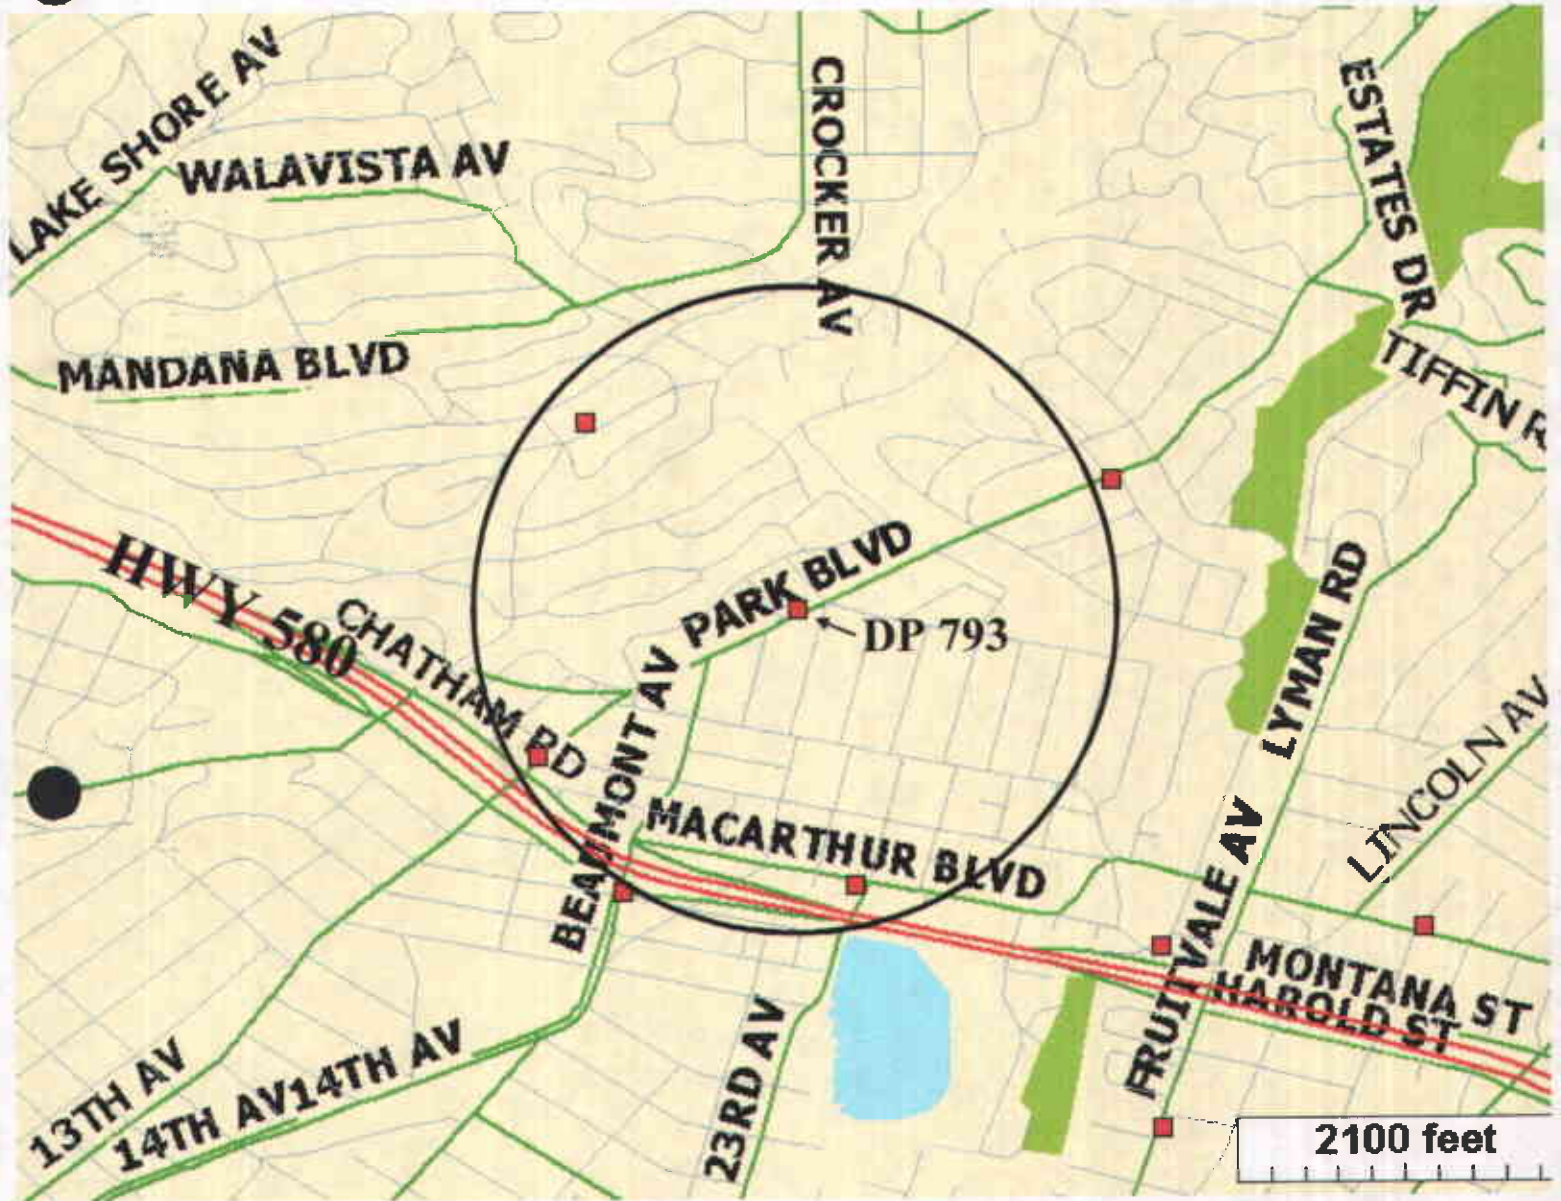 LAKE SHORE AV
WALAVISTA AV
CROCKER AV
ESTATES DR
MANDANA BLVD
TIFFIN R
HWY 580
CHATHAM RD
PARK BLVD
DP 793
BEAUMONT AV
LYMAN RD
LINCOLN AV
MACARTHUR BLVD
FRUITVALE AV
MONTANA ST
HAROLD ST
23RD AV
13TH AV
14TH AV14TH AV
2100 feet